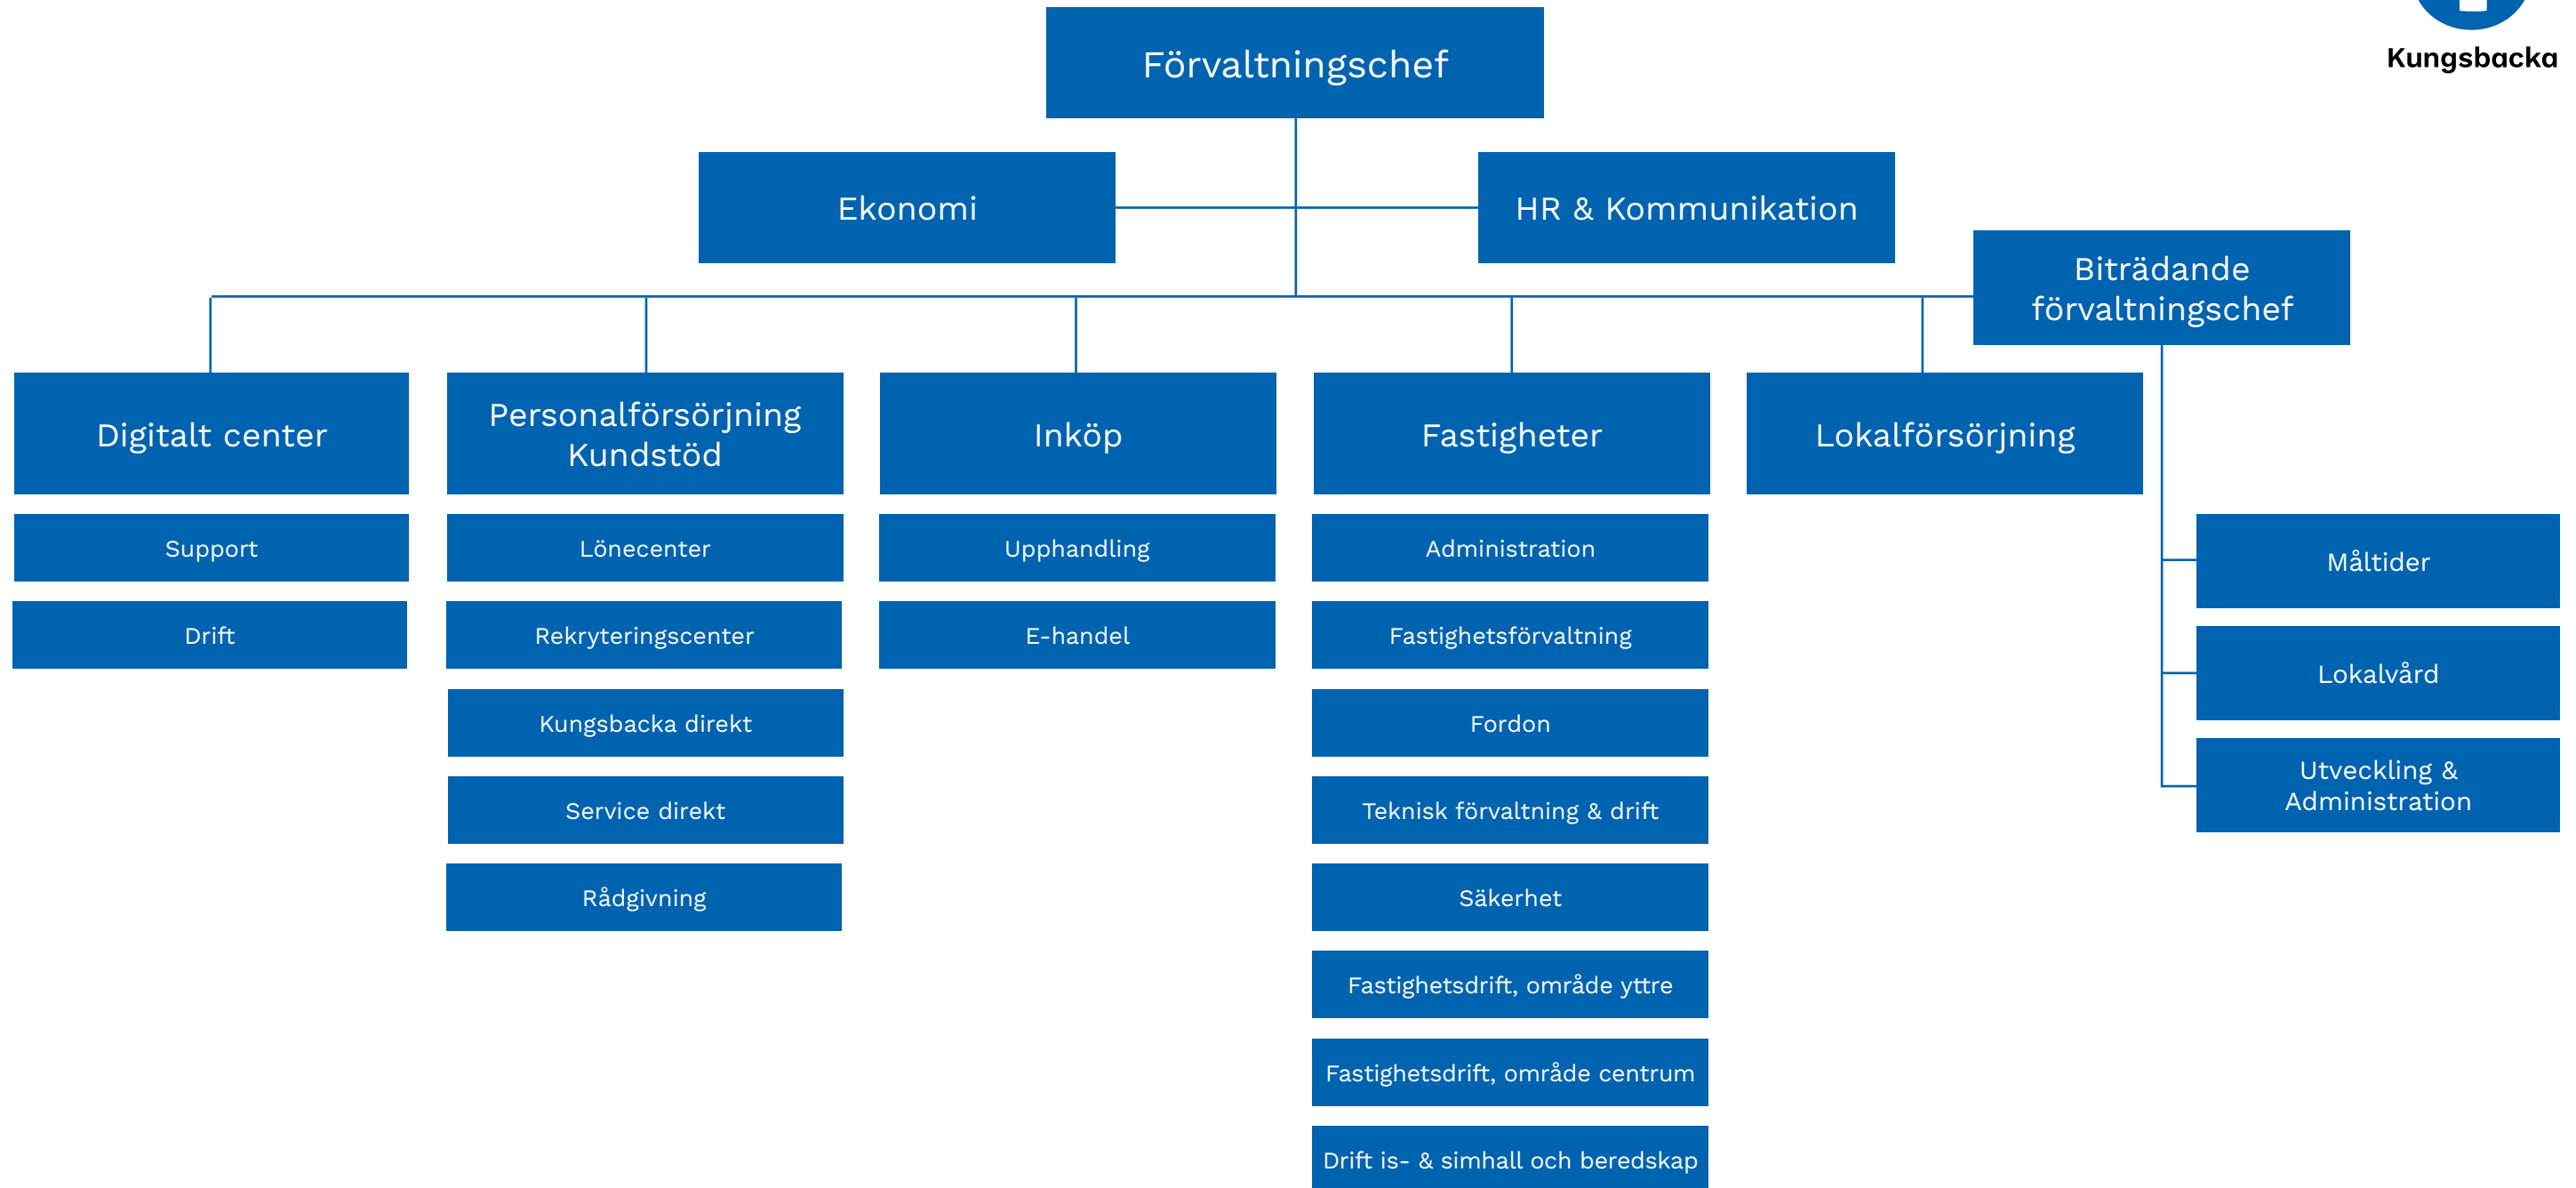 Kungsbacka
Förvaltningschef
Ekonomi
HR & Kommunikation
Biträdande
förvaltningschef
Digitalt center
Support
Drift
Personalförsörjning
Kundstöd
Lönecenter
Rekryteringscenter
Kungsbacka direkt
Service direkt
Rådgivning
Inköp
Upphandling
E-handel
Fastigheter
Administration
Fastighetsförvaltning
Fordon
Teknisk förvaltning & drift
Säkerhet
Fastighetsdrift, område yttre
Fastighetsdrift, område centrum
Drift is- & simhall och beredskap
Lokalförsörjning
Måltider
Lokalvård
Utveckling &
Administration